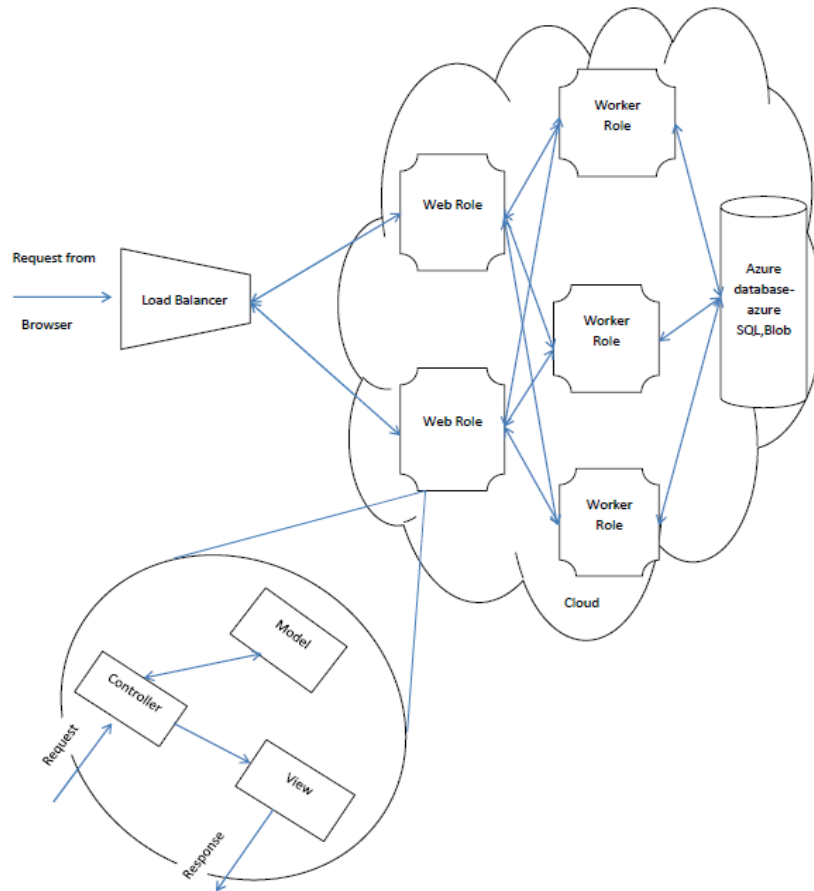 Request from
Browser
Load Balancer
Web Role
Web Role
Worker
Role
Worker
Role
Worker
Role
Azure
database-
azure
SQL,Blob
Cloud
Model
Controller
View
Request
Response